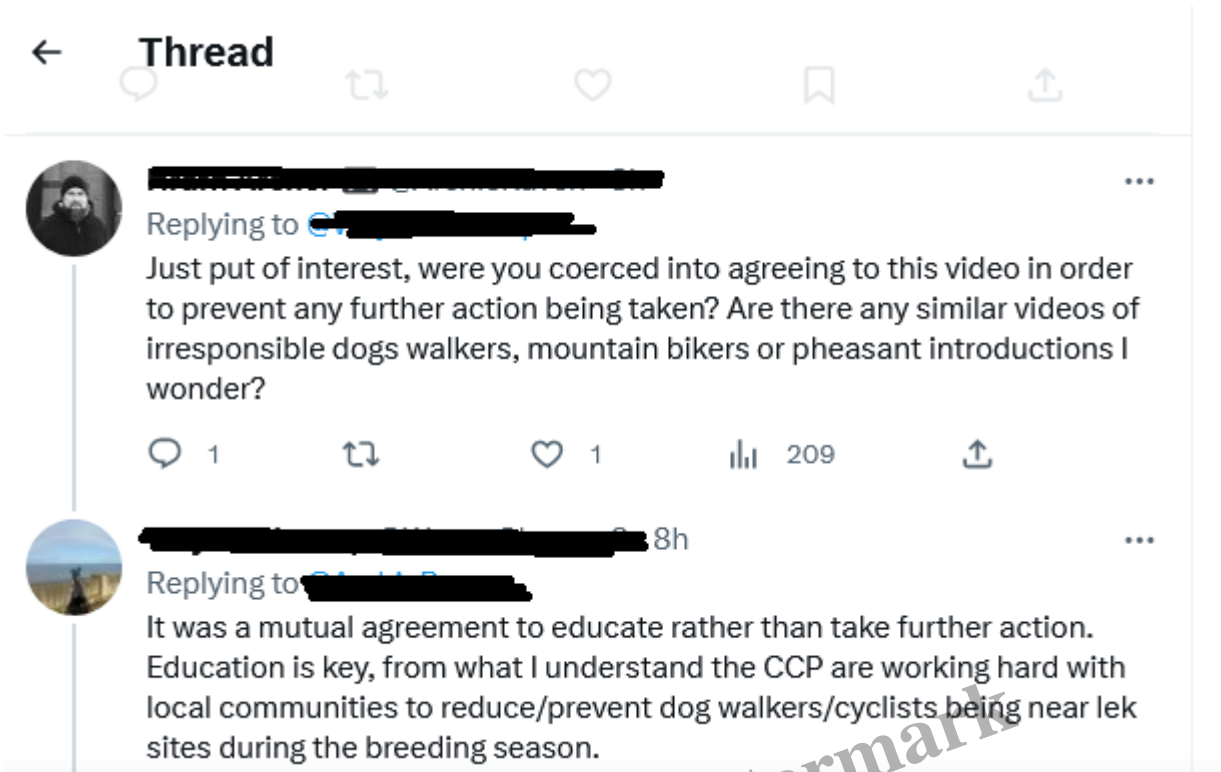 Thread
Replying to
Just put of interest, were you coerced into agreeing to this video in order
to prevent any further action being taken? Are there any similar videos of
irresponsible dogs walkers, mountain bikers or pheasant introductions I
wonder?
1
1
209
8h
Replying to
It was a mutual agreement to educate rather than take further action.
Education is key, from what I understand the CCP are working hard with
local communities to reduce/prevent dog walkers/cyclists being near lek
sites during the breeding season.